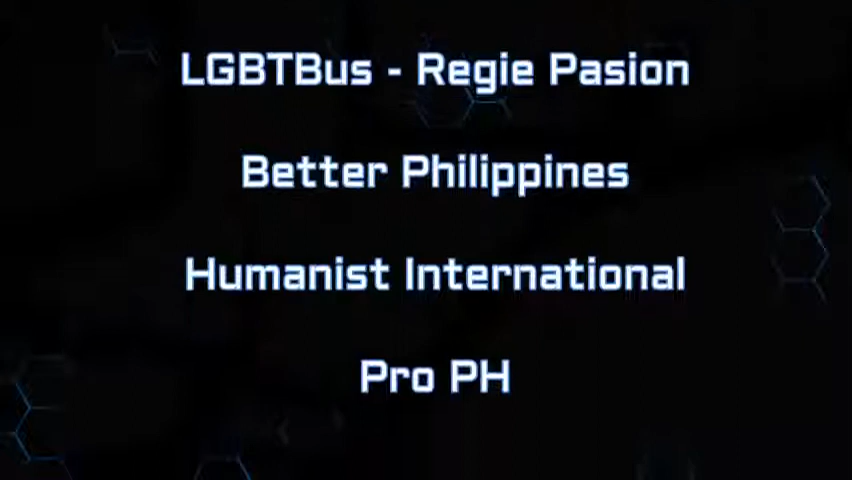 LGBTBus - Regie Pasion
Better Philippines
Humanist International
Pro PH